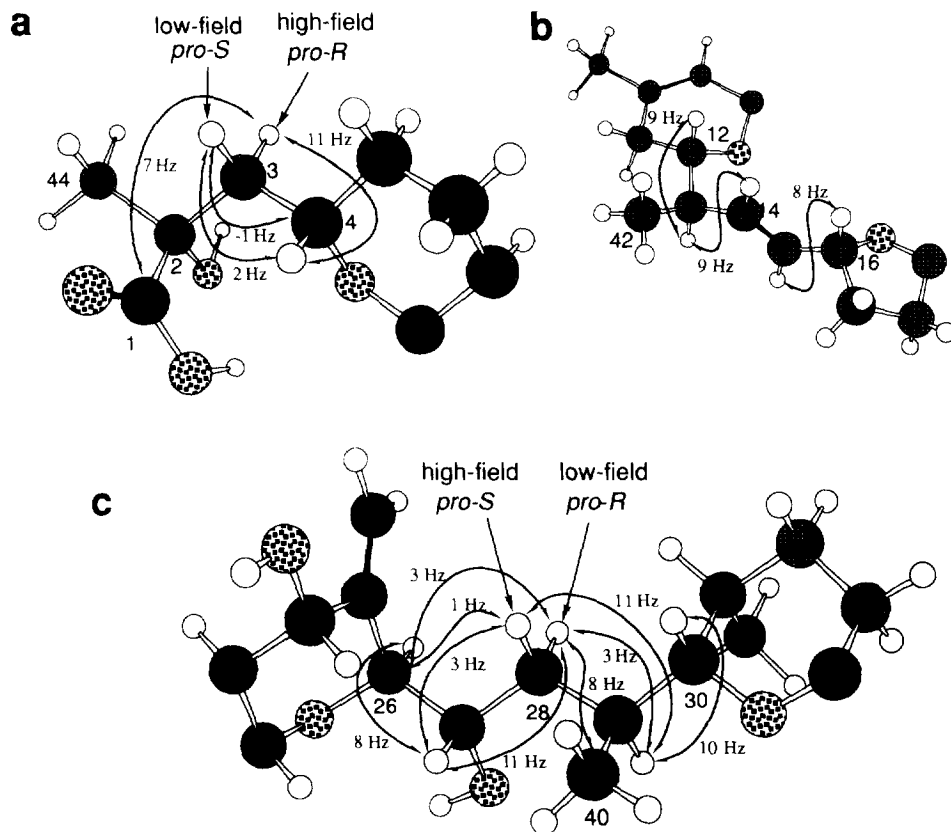 a
low-field
pro-S
high-field
pro-R
7 Hz
11 Hz
44
3
4
2
-1 Hz
2 Hz
1
b
9 Hz
12
14
8 Hz
42
9 Hz
16
c
high-field
pro-S
low-field
pro-R
3 Hz
1 Hz
11 Hz
3 Hz
3 Hz
26
28
8 Hz
30
8 Hz
11 Hz
10 Hz
40